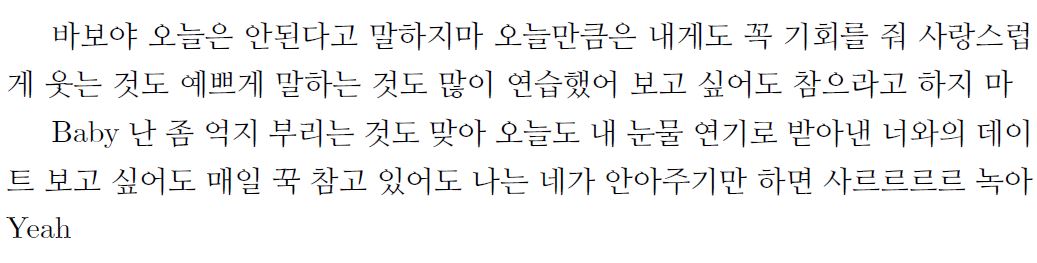 바보야 오늘은 안된다고 말하지마 오늘만큼은 내게도 꼭 기회를 줘 사랑스럽
게 웃는 것도 예쁘게 말하는 것도 많이 연습했어 보고 싶어도 참으라고 하지 마
Baby 난 좀 억지 부리는 것도 맞아 오늘도 내 눈물 연기로 받아낸 너와의 데이
트 보고 싶어도 매일 꾹 참고 있어도 나는 네가 안아주기만 하면 사르르르르 녹아
Yeah